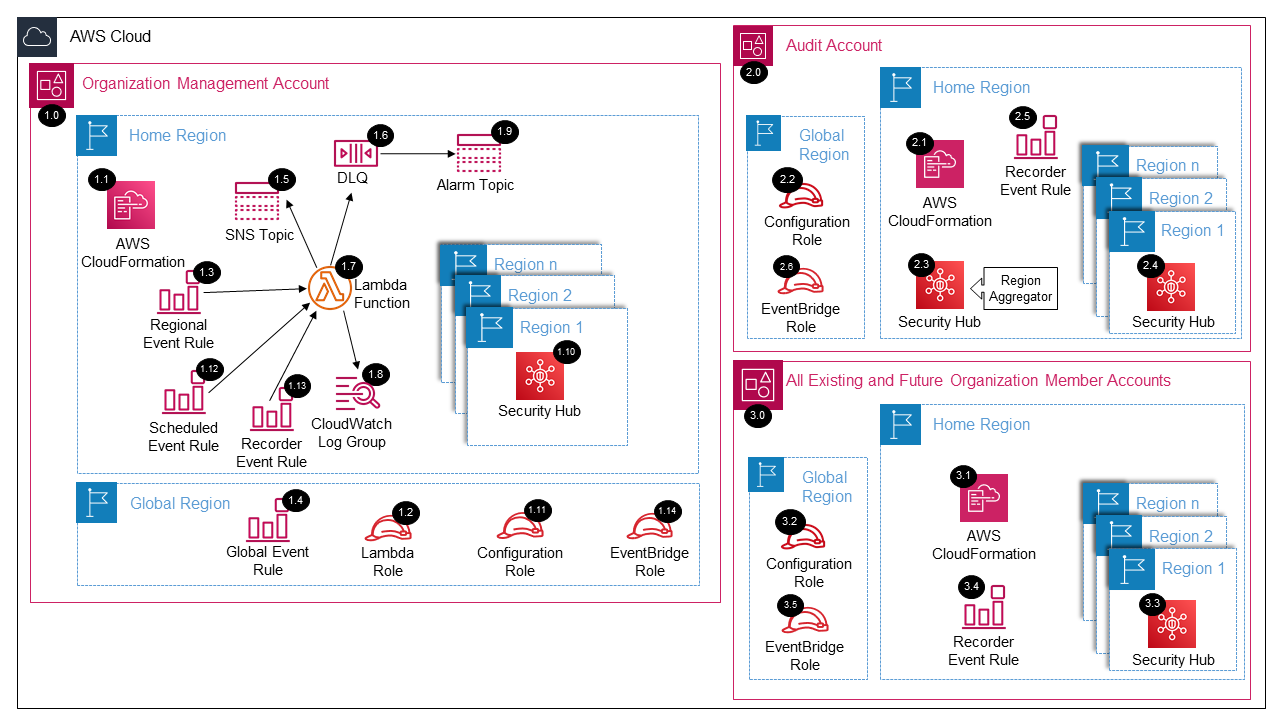 AWS Cloud
Organization Management Account
1.0
Home Region
1.1
AWS
CloudFormation
1.5
SNS Topic
1.6
DLQ
1.9
Alarm Topic
1.3
Regional
Event Rule
1.7
Lambda
Function
1.12
Scheduled
Event Rule
1.13
Recorder
Event Rule
1.8
CloudWatch
Log Group
Region n
Region 2
Region 1
1.10
Security Hub
Global Region
1.4
Global Event
Rule
1.2
Lambda
Role
1.11
Configuration
Role
1.14
EventBridge
Role
Audit Account
2.0
Global
Region
2.2
Configuration
Role
2.6
EventBridge
Role
Home Region
2.1
AWS
CloudFormation
2.5
Recorder
Event Rule
2.3
Security Hub
Region
Aggregator
Region n
Region 2
Region 1
2.4
Security Hub
All Existing and Future Organization Member Accounts
3.0
Global
Region
3.2
Configuration
Role
3.5
EventBridge
Role
Home Region
3.1
AWS
CloudFormation
3.4
Recorder
Event Rule
Region n
Region 2
Region 1
3.3
Security Hub